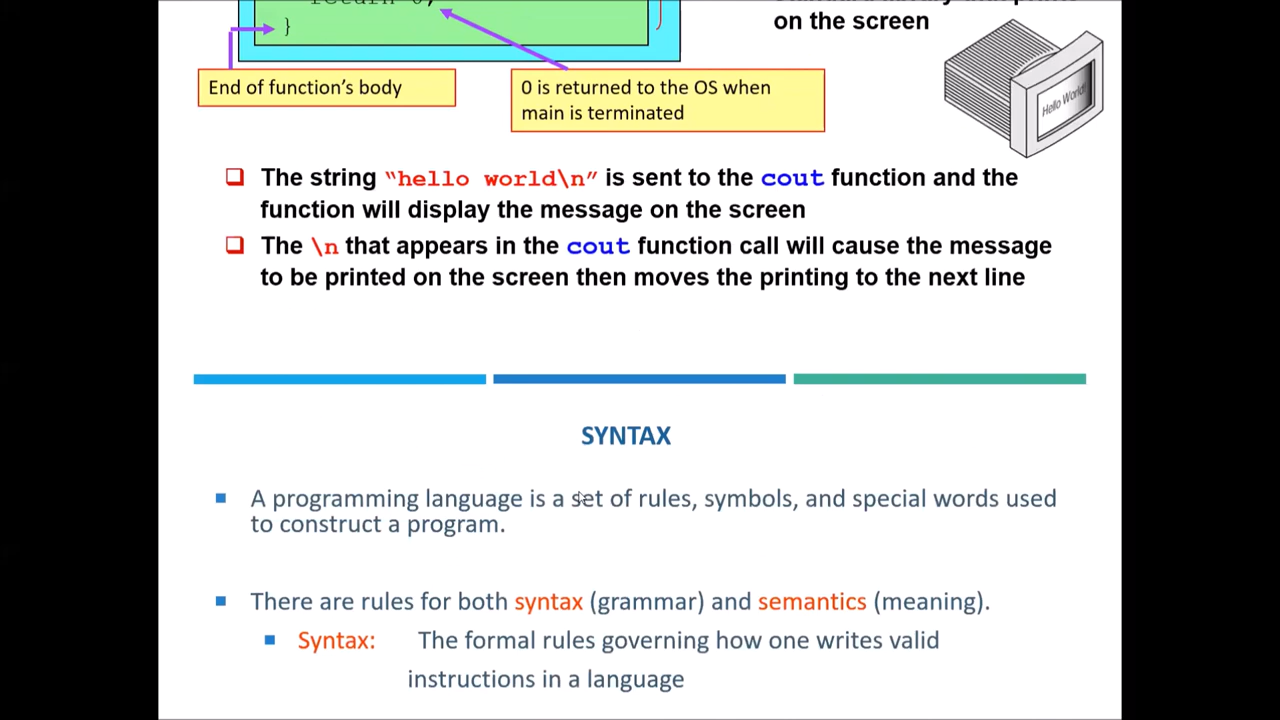 on the screen
}
Hello World!
End of function's body
0 is returned to the OS when
main is terminated
The string “hello world\n” is sent to the cout function and the
function will display the message on the screen
The \n that appears in the cout function call will cause the message
to be printed on the screen then moves the printing to the next line
SYNTAX
A programming language is a set of rules, symbols, and special words used
to construct a program.
There are rules for both syntax (grammar) and semantics (meaning).
Syntax: The formal rules governing how one writes valid
instructions in a language